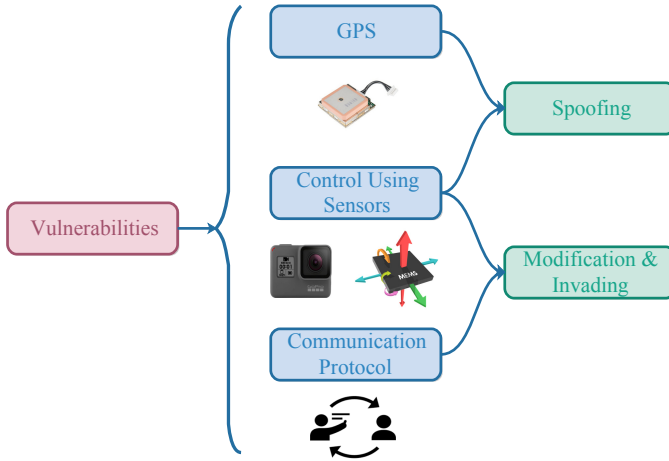 GPS
Spoofing
Control Using
Sensors
Vulnerabilities
MEMS
Modification &
Invading
Communication
Protocol